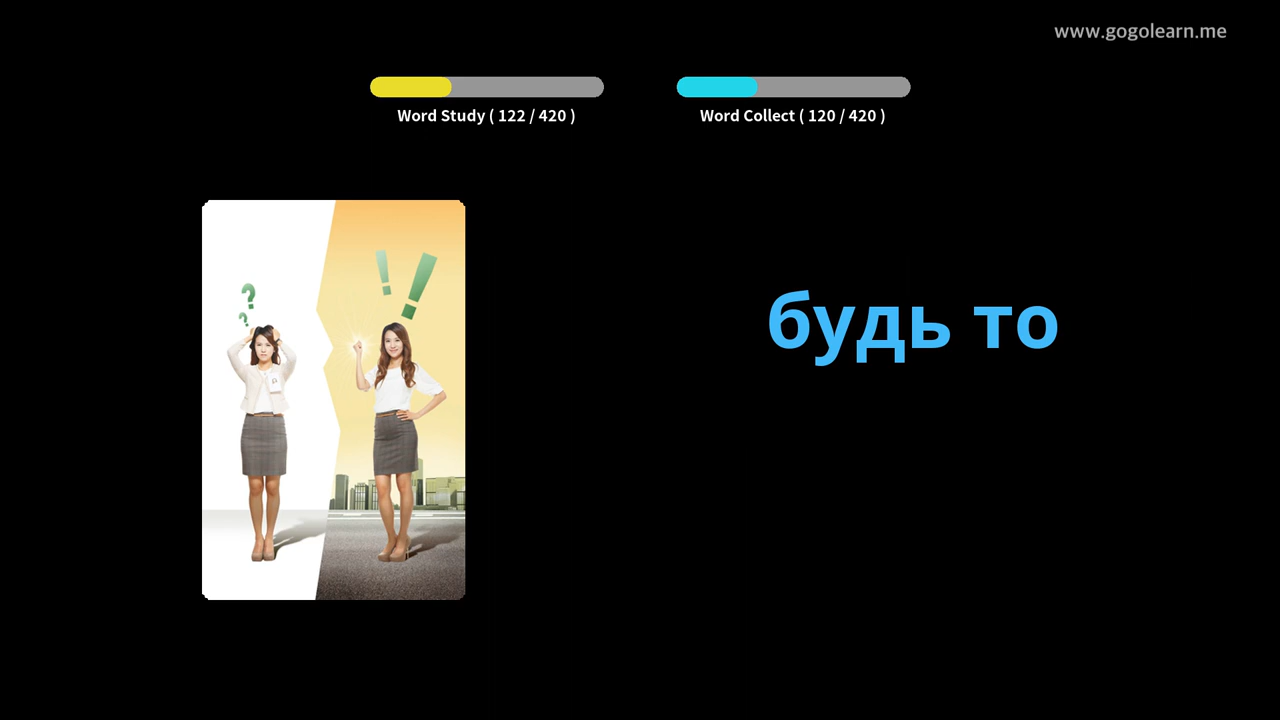 www.gogolearn.me
Word Study ( 122 / 420 )
Word Collect ( 120 / 420 )
? ? ! !
будь то